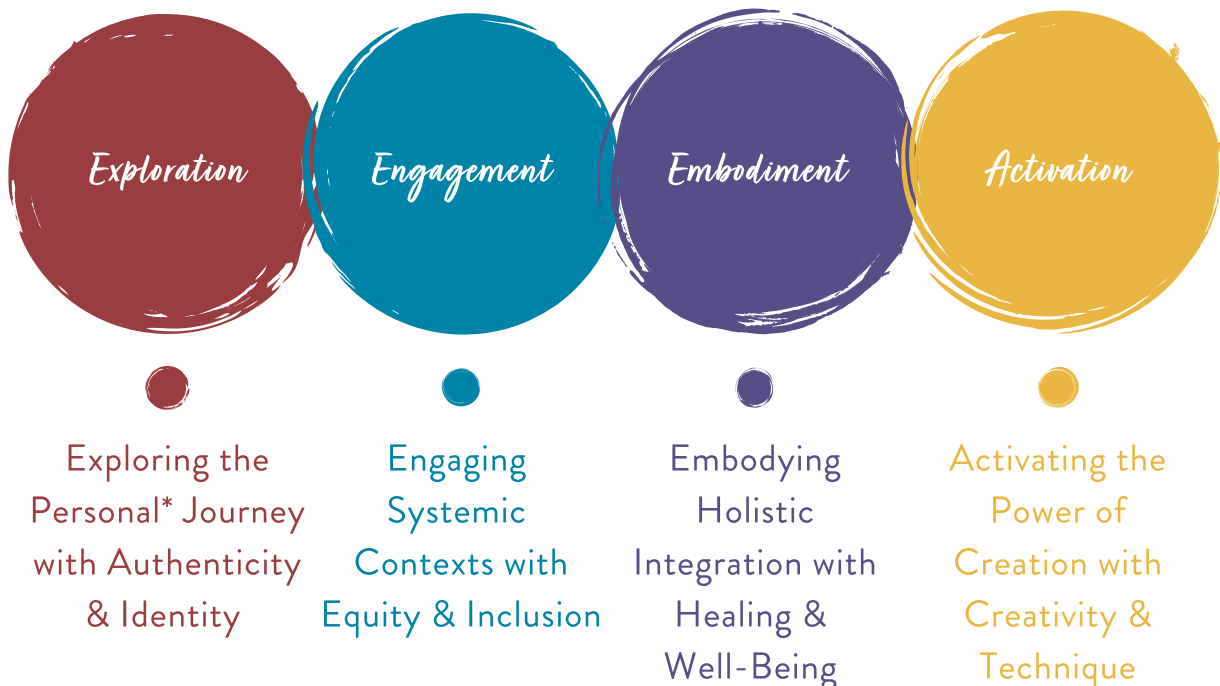 Exploration
Engagement
Embodiment
Activation
Exploring the
Personal* Journey
with Authenticity
& Identity
Engaging
Systemic
Contexts with
Equity & Inclusion
Embodying
Holistic
Integration with
Healing &
Well-Being
Activating the
Power of
Creation with
Creativity &
Technique